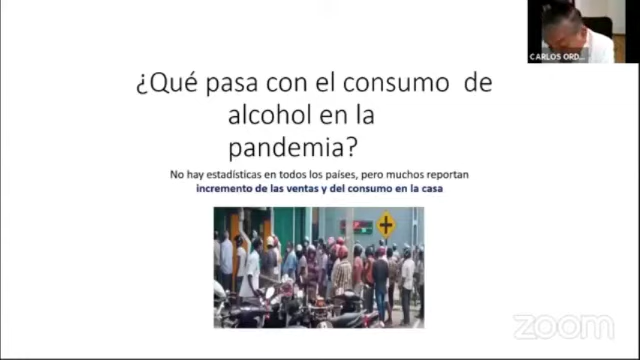 CARLOS ORD...
¿Qué pasa con el consumo de
alcohol en la
pandemia?
No hay estadísticas en todos los países, pero muchos reportan
incremento de las ventas y del consumo en la casa
zoom